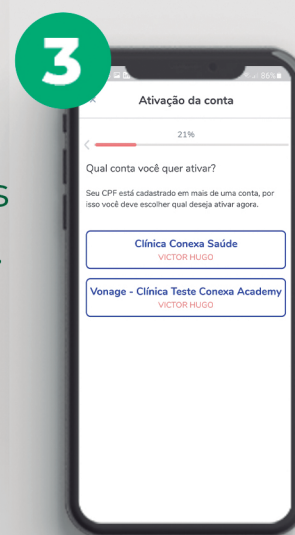 3
86%
Ativação da conta
21%
Qual conta você quer ativar?
Seu CPF está cadastrado em mais de uma conta, por
isso você deve escolher qual deseja ativar agora.
Clínica Conexa Saúde
VICTOR HUGO
Vonage - Clínica Teste Conexa Academy
VICTOR HUGO